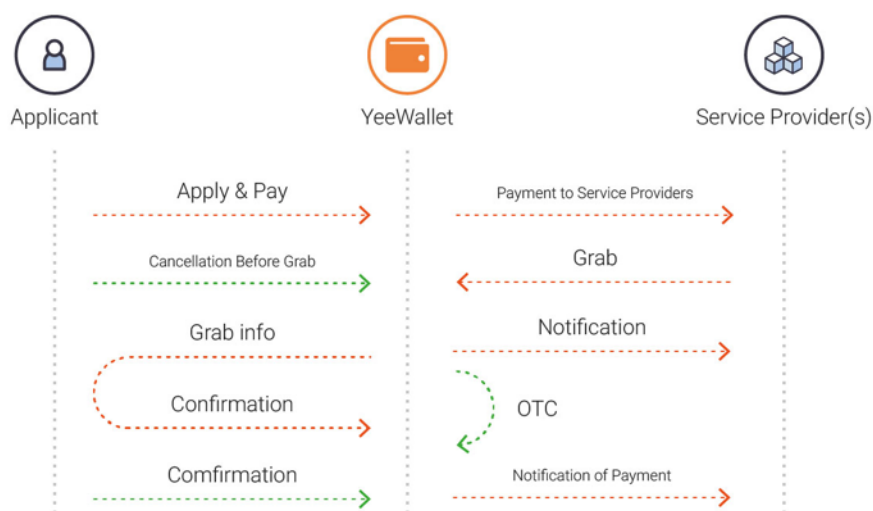 Applicant
YeeWallet
Service Provider(s)
Apply & Pay
Payment to Service Providers
Cancellation Before Grab
Grab
Grab info
Notification
Confirmation
OTC
Comfirmation
Notification of Payment